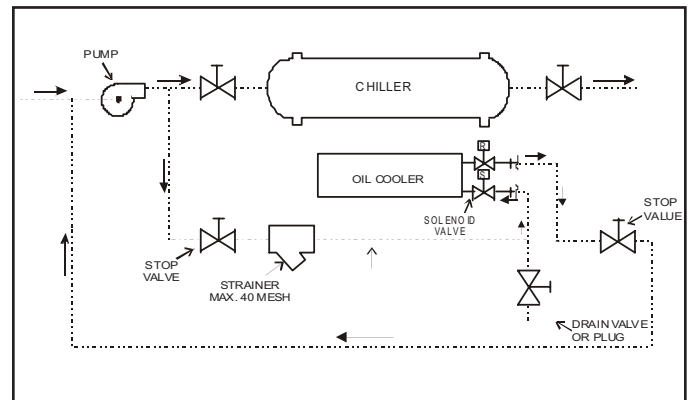 PUMP
CHILLER
R
OIL COOLER
S
SOLENOID
VALVE
STOP
VALUE
STOP
VALVE
STRAINER
MAX. 40 MESH
DRAIN VALVE
OR PLUG